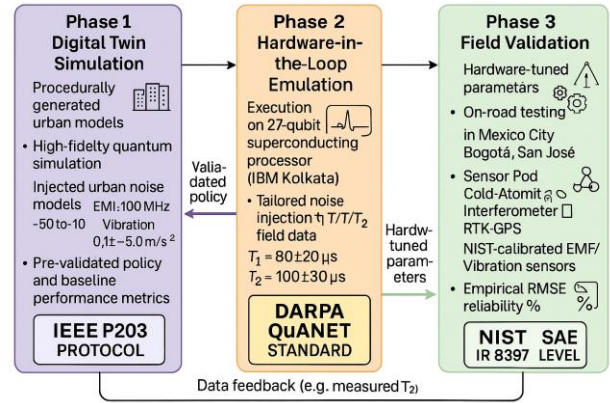 Phase 1
Digital Twin
Simulation
Procedurally
generated
urban models
• High-fidelty quantum
simulation
Injected urban noise
models EMI:100 MHz
-50 to-10 Vibration
0,1±−5.0 m/s²
• Pre-validated policy
and baseline
performance metrics
IEEE P203
PROTOCOL
Valia-
dated
policy
Phase 2
Hardware-in-
the-Loop
Emulation
Execution
on 27-qubit
superconducting
processor
(IBM Kolkata)
• Tailored noise
injection T/T/T₂
field data
T₁ = 80±20 µs
T₂ = 100±30 µs
DARPA
QuANET
STANDARD
Hardw-
tuned
param-
eters
Phase 3
Field Validation
Hardware-tuned
parametárs
• On-road testing
in Mexico City
Bogotá, San José
• Sensor Pod
Cold-Atomit
Interferometer
RTK-GPS
NIST-calibrated EMF/
Vibration sensors
• Empirical RMSE
reliability %
%
NIST SAE
IR 8397 LEVEL
Data feedback (e.g. measured T₂)